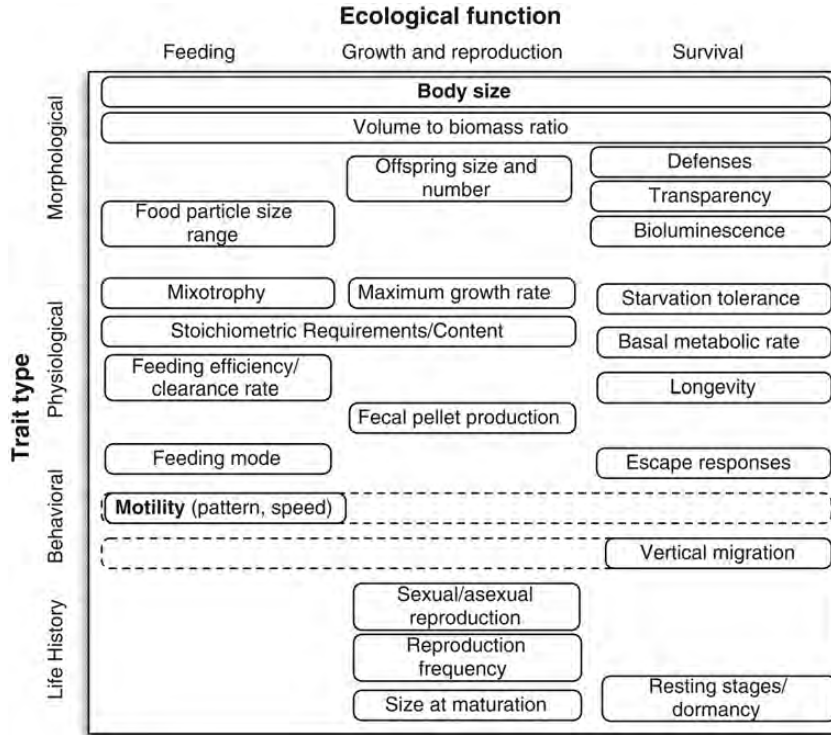 Ecological function
Feeding Growth and reproduction Survival
Trait type
Morphological
Body size
Volume to biomass ratio
Offspring size and
number
Defenses
Transparency
Food particle size
range
Bioluminescence
Physiological
Mixotrophy
Maximum growth rate
Starvation tolerance
Stoichiometric Requirements/Content
Basal metabolic rate
Feeding efficiency/
clearance rate
Longevity
Fecal pellet production
Behavioral
Feeding mode
Escape responses
Motility (pattern, speed)
Vertical migration
Life History
Sexual/asexual
reproduction
Reproduction
frequency
Size at maturation
Resting stages/
dormancy